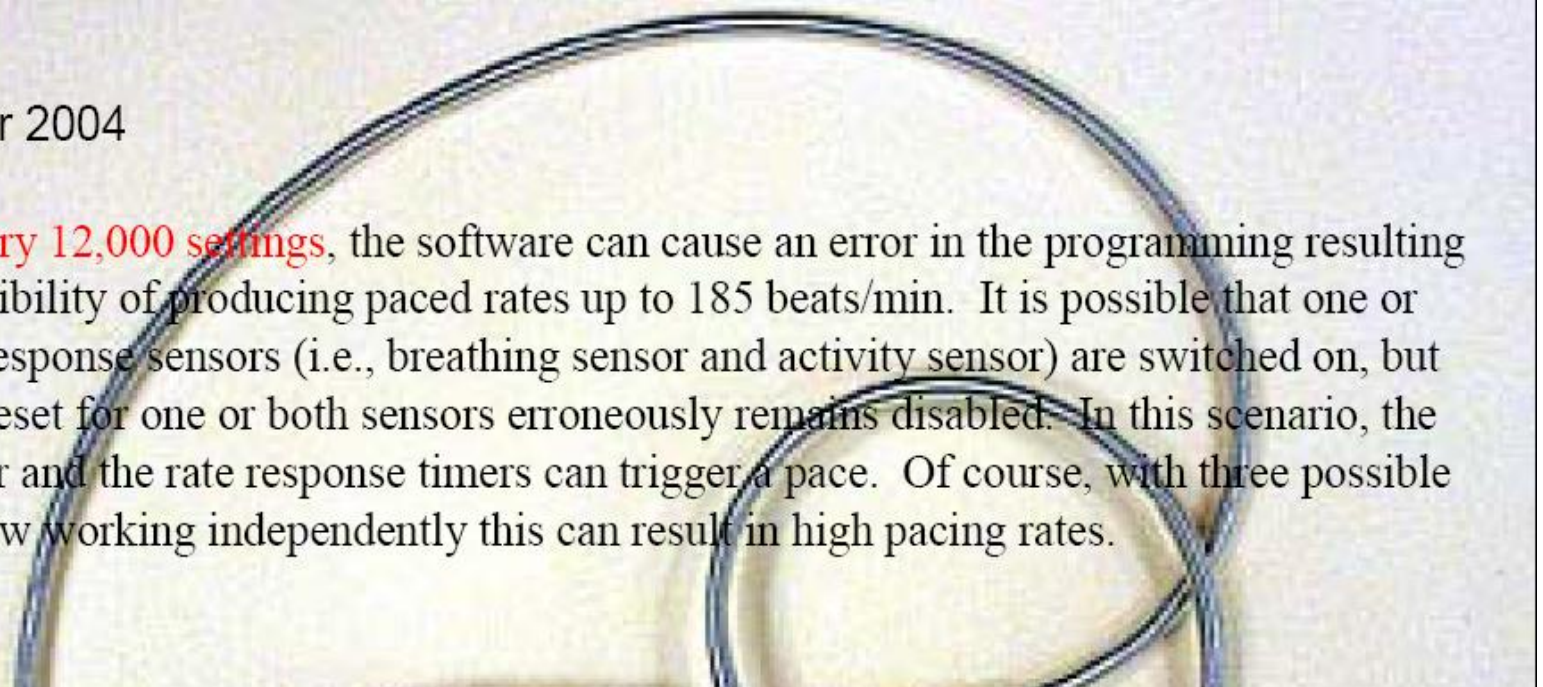 r 2004
ry 12,000 settings, the software can cause an error in the programming resulting
ibility of producing paced rates up to 185 beats/min.  It is possible that one or
esponse sensors (i.e., breathing sensor and activity sensor) are switched on, but
eset for one or both sensors erroneously remains disabled.  In this scenario, the
r and the rate response timers can trigger a pace.  Of course, with three possible
w working independently this can result in high pacing rates.